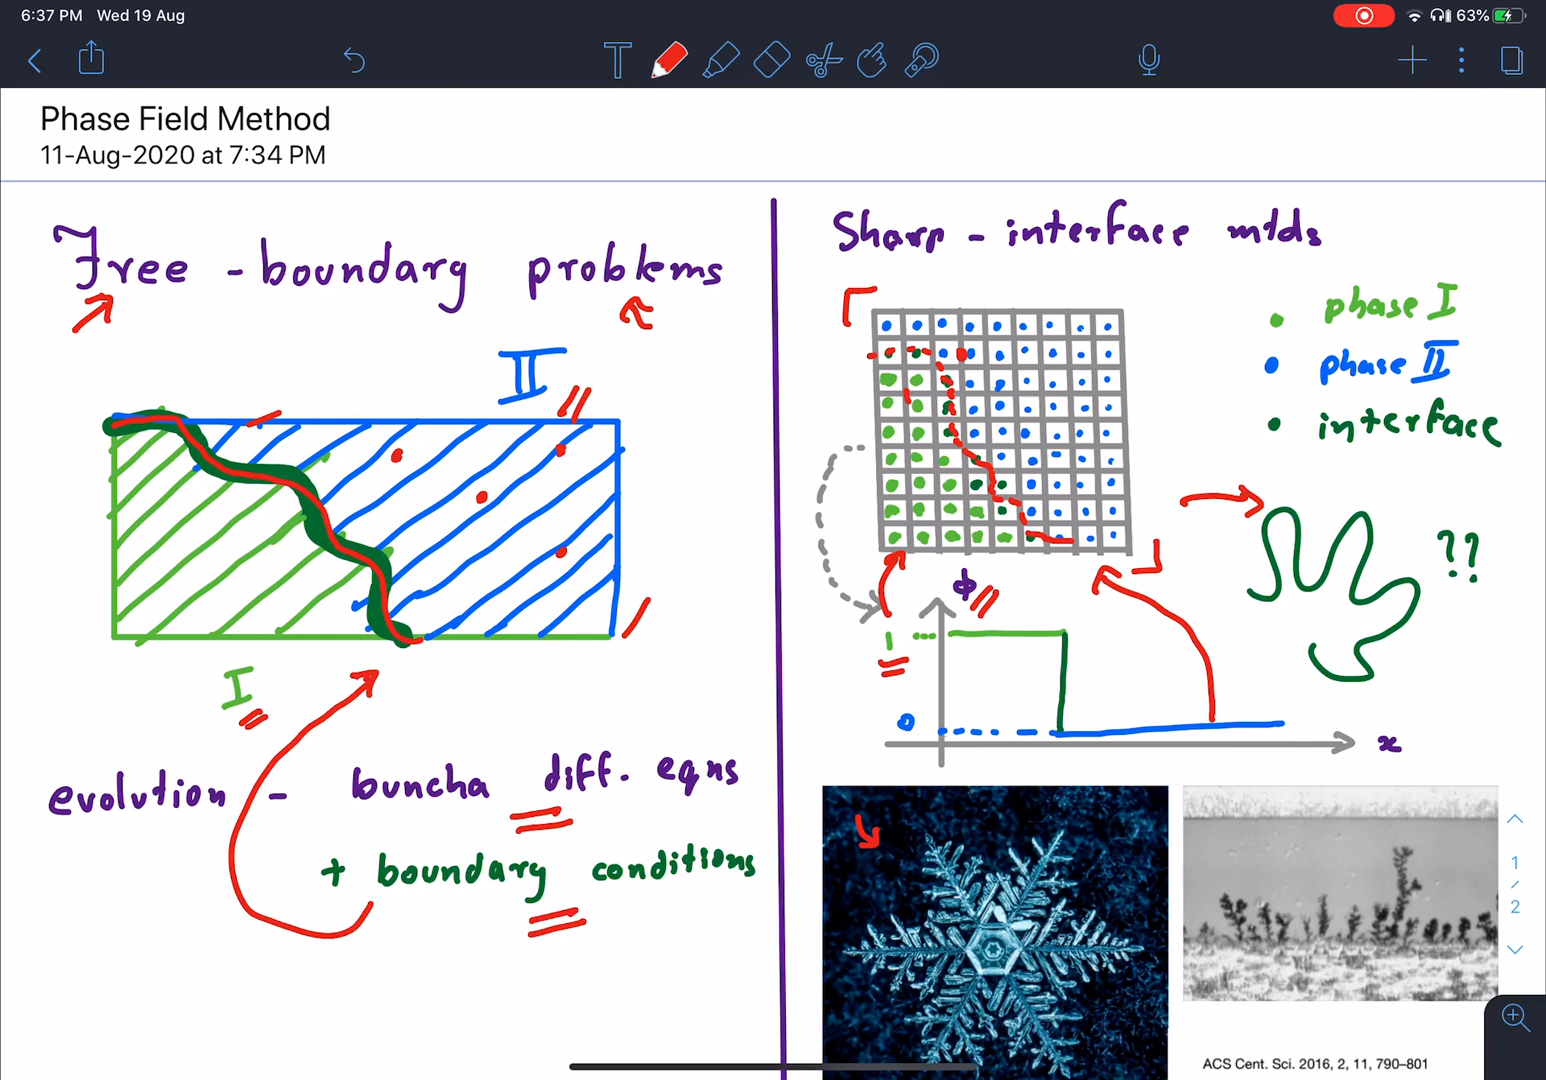 6:37 PM Wed 19 Aug
63%
T
Phase Field Method
11-Aug-2020 at 7:34 PM
Free - boundary problems
II
I
evolution - buncha diff. eqns
+ boundary conditions
Sharp - interface mtds
phase I
phase II
interface
??
ϕ
1
0
x
1
/
2
ACS Cent. Sci. 2016, 2, 11, 790–801